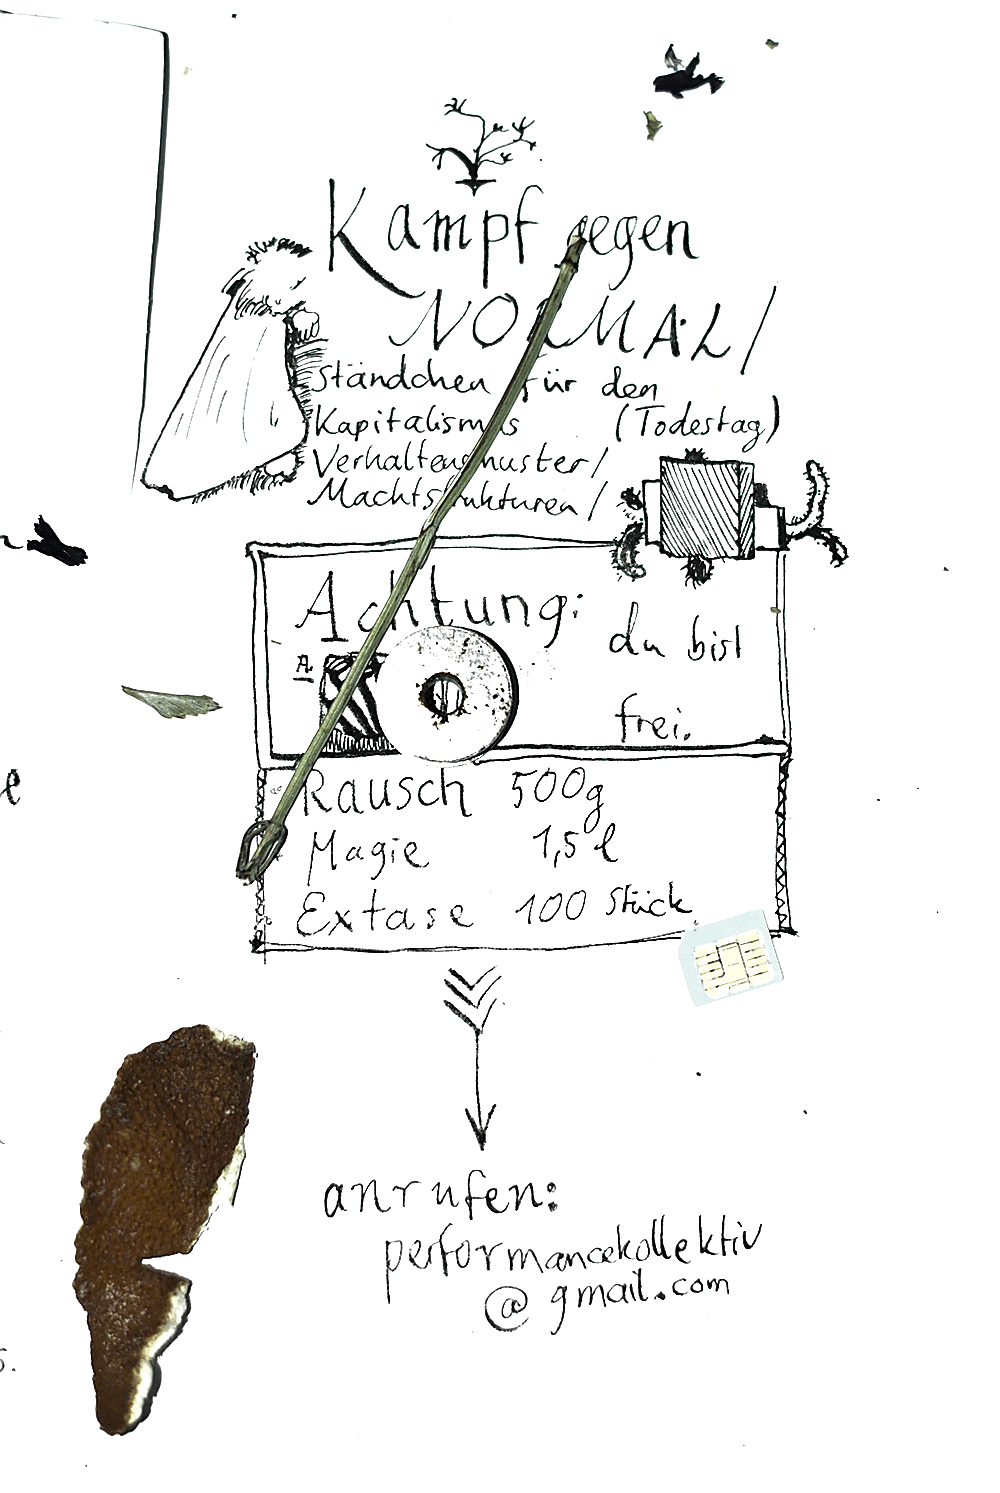 Kampf gegen
NORMAL/
Ständchen für den
Kapitalismus (Todestag)
Verhaltensmuster/
Machtstrukturen/
Achtung:
du bist
A.
frei.
Rausch 500g
Magie 1,5 l
Extase 100 Stück
anrufen:
performancekollektiv
@gmail.com
e
5.